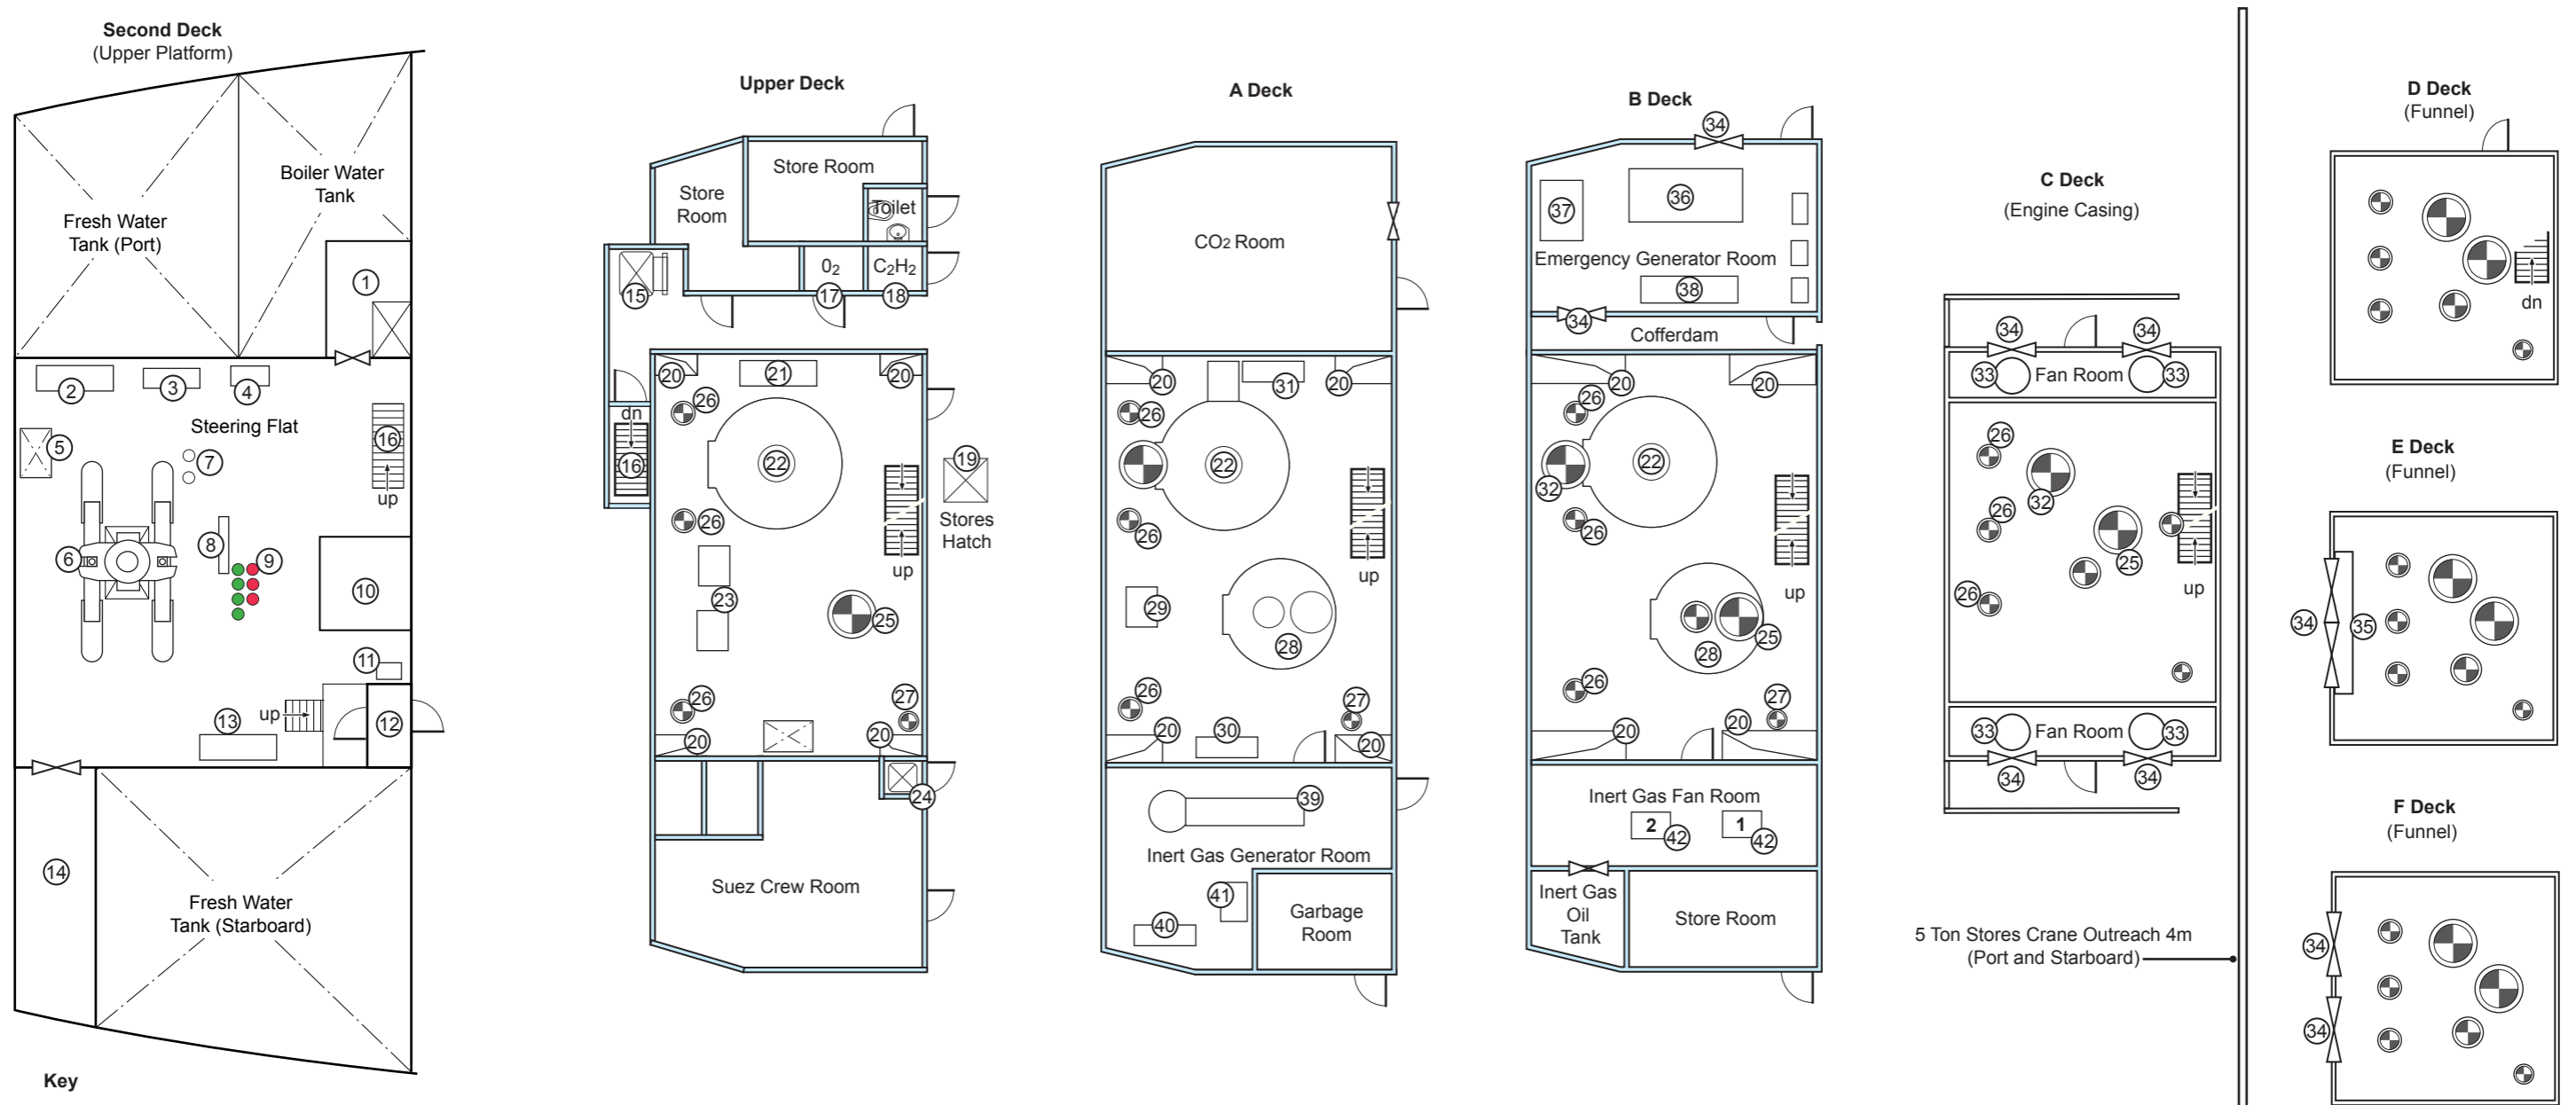 Second Deck
(Upper Platform)
Fresh Water
Tank (Port)
Boiler Water
Tank
1
2
3
4
Steering Flat
5
7
16
up
6
8
9
10
11
up
12
13
14
Fresh Water
Tank (Starboard)
Key
Upper Deck
Store Room
Store
Room
Toilet
02
C2H2
15
17
18
20
21
20
26
dn
16
22
19
Stores
Hatch
26
up
23
25
26
27
20
20
24
Suez Crew Room
A Deck
CO2 Room
20
31
20
26
22
26
up
29
28
26
27
20
30
20
39
Inert Gas Generator Room
41
40
Garbage
Room
B Deck
34
36
37
Emergency Generator Room
38
34
Cofferdam
20
20
26
22
32
26
up
25
28
26
27
20
20
Inert Gas Fan Room
2
42
1
42
Inert Gas
Oil
Tank
Store Room
C Deck
(Engine Casing)
34
34
33
Fan Room
33
26
32
26
25
up
26
33
Fan Room
33
34
34
5 Ton Stores Crane Outreach 4m
(Port and Starboard)
D Deck
(Funnel)
dn
E Deck
(Funnel)
34
35
F Deck
(Funnel)
34
34